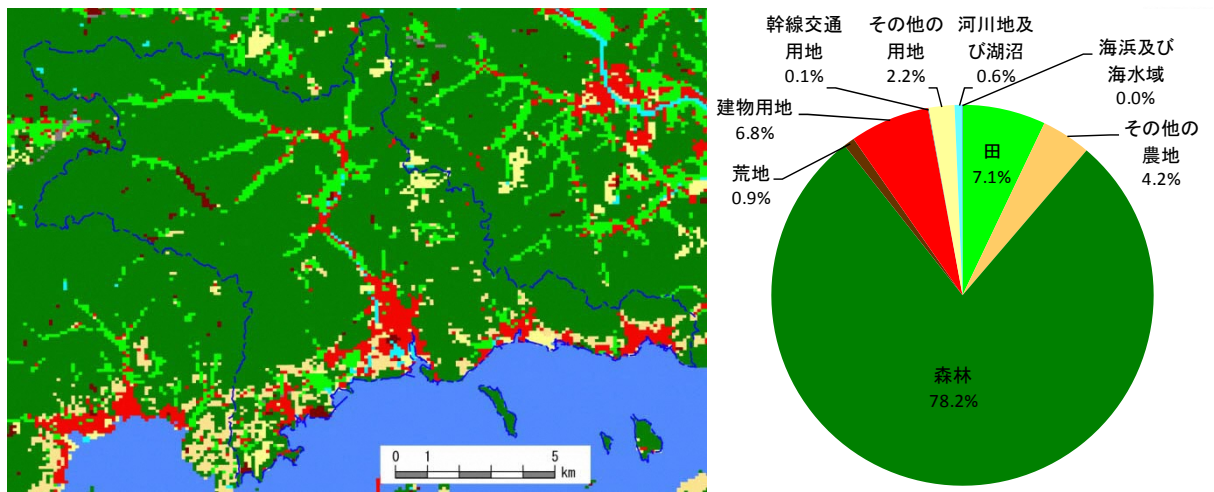 0 1 5
km
幹線交通
用地
0.1%
その他の
用地
2.2%
河川地及
び湖沼
0.6%
海浜及び
海水域
0.0%
建物用地
6.8%
荒地
0.9%
田
7.1%
その他の
農地
4.2%
森林
78.2%